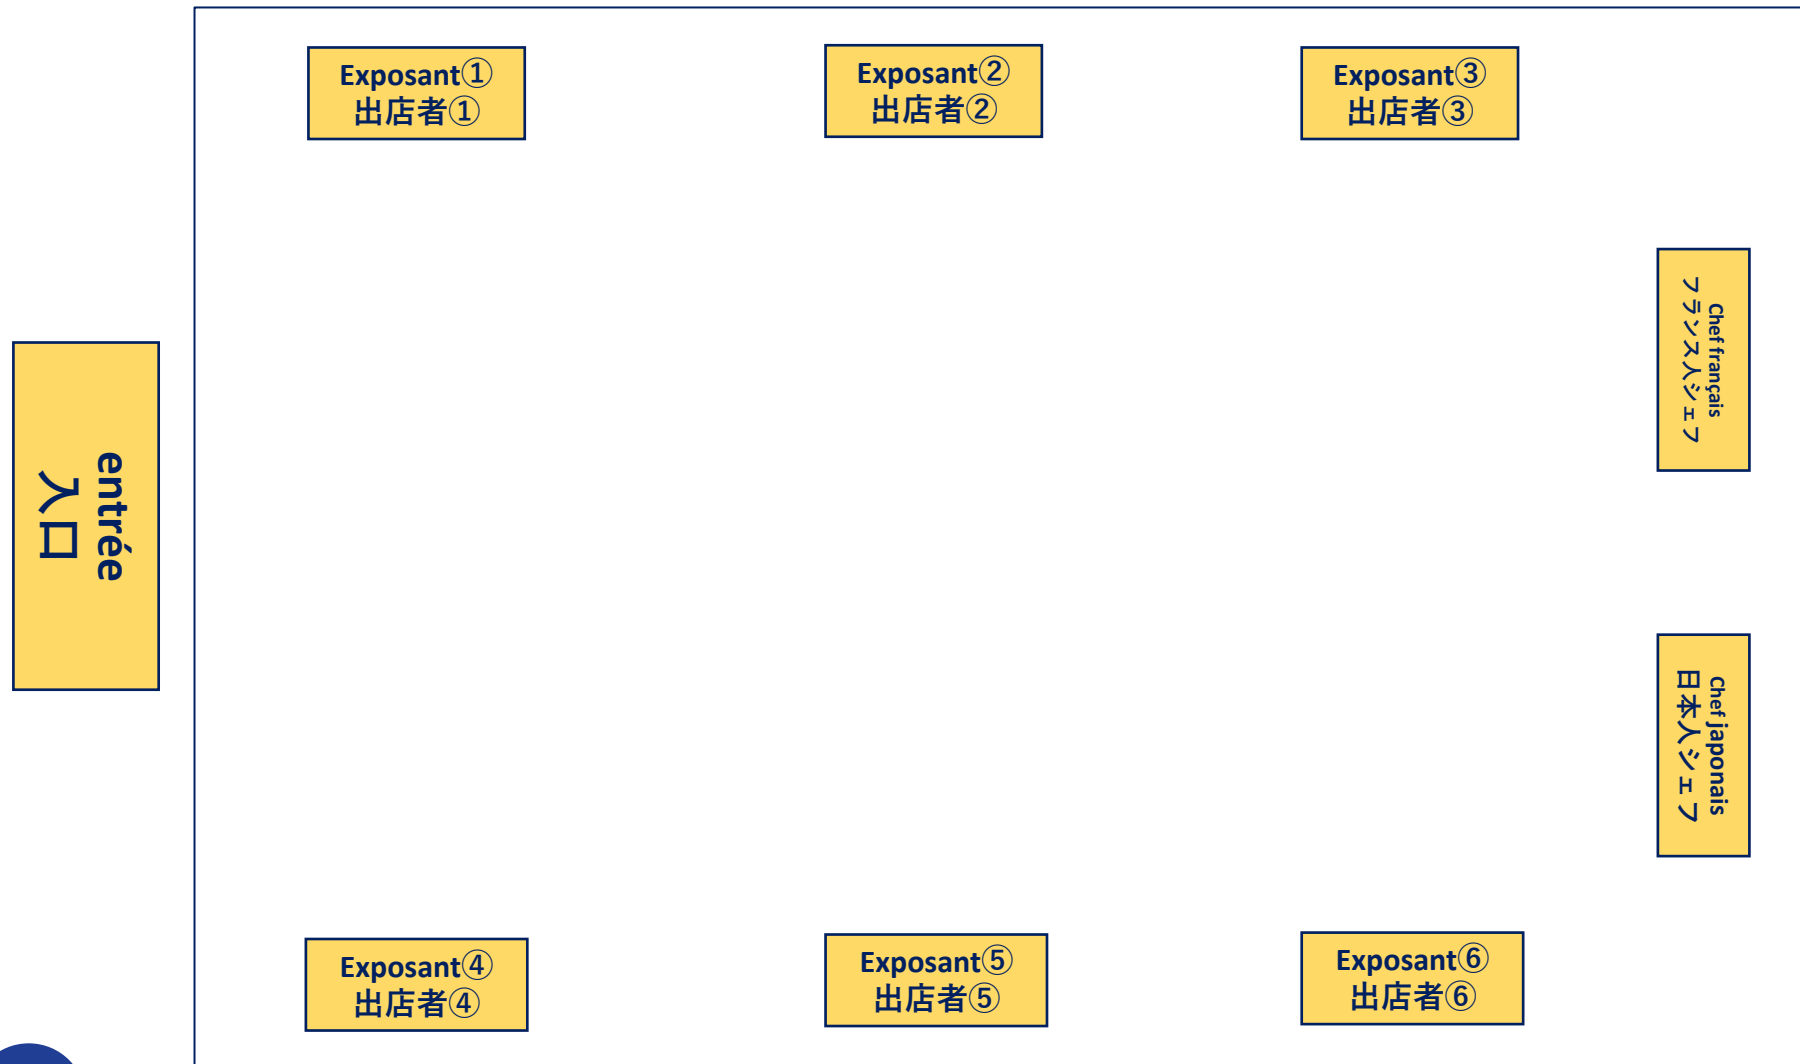 Exposant①
出店者①
Exposant②
出店者②
Exposant③
出店者③
Chef français
フランス人シェフ
entrée
入口
Chef japonais
日本人シェフ
Exposant④
出店者④
Exposant⑤
出店者⑤
Exposant⑥
出店者⑥